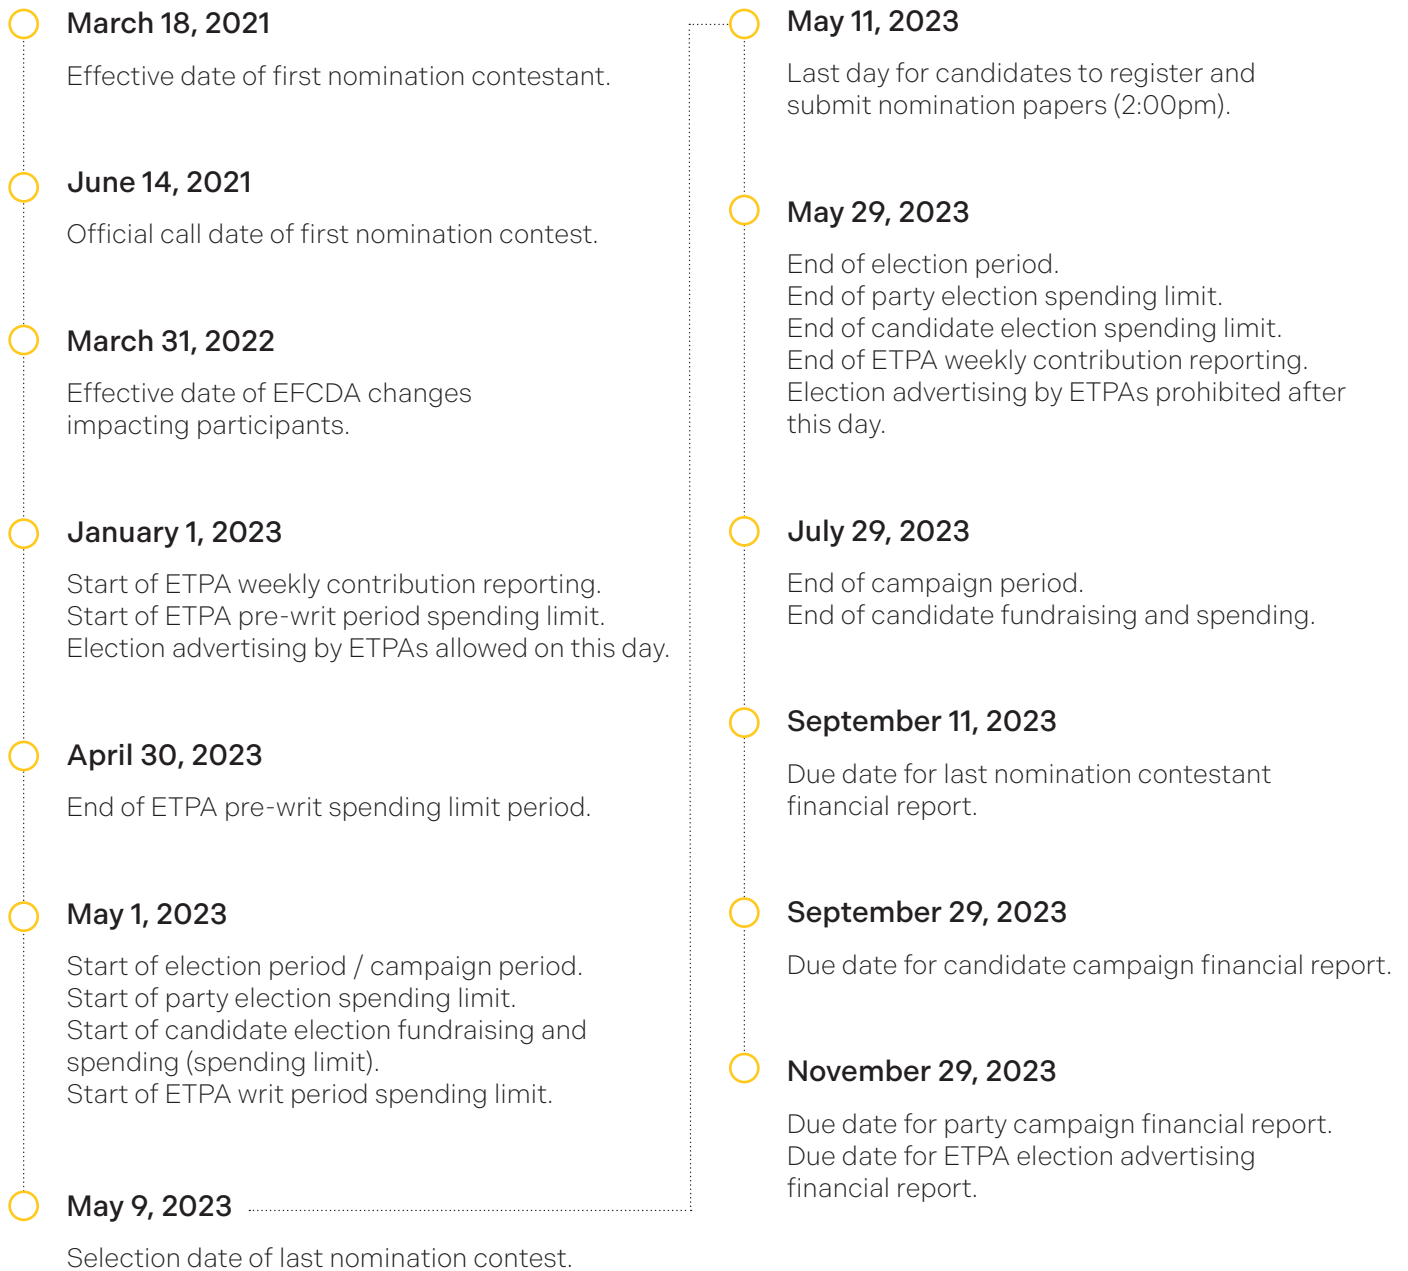 March 18, 2021
Effective date of first nomination contestant.
June 14, 2021
Official call date of first nomination contest.
March 31, 2022
Effective date of EFCDA changes
impacting participants.
January 1, 2023
Start of ETPA weekly contribution reporting.
Start of ETPA pre-writ period spending limit.
Election advertising by ETPAs allowed on this day.
April 30, 2023
End of ETPA pre-writ spending limit period.
May 1, 2023
Start of election period / campaign period.
Start of party election spending limit.
Start of candidate election fundraising and
spending (spending limit).
Start of ETPA writ period spending limit.
May 9, 2023
Selection date of last nomination contest.
May 11, 2023
Last day for candidates to register and
submit nomination papers (2:00pm).
May 29, 2023
End of election period.
End of party election spending limit.
End of candidate election spending limit.
End of ETPA weekly contribution reporting.
Election advertising by ETPAs prohibited after
this day.
July 29, 2023
End of campaign period.
End of candidate fundraising and spending.
September 11, 2023
Due date for last nomination contestant
financial report.
September 29, 2023
Due date for candidate campaign financial report.
November 29, 2023
Due date for party campaign financial report.
Due date for ETPA election advertising
financial report.